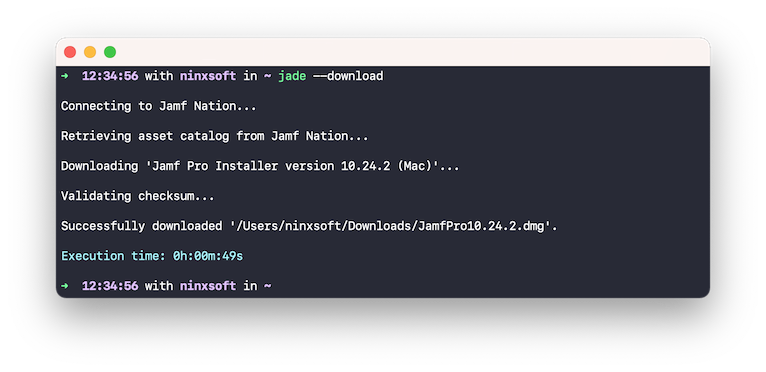 ➜ 12:34:56 with ninxsoft in ~ jade --download
Connecting to Jamf Nation...
Retrieving asset catalog from Jamf Nation...
Downloading 'Jamf Pro Installer version 10.24.2 (Mac)'...
Validating checksum...
Successfully downloaded '/Users/ninxsoft/Downloads/JamfPro10.24.2.dmg'.
Execution time: 0h:00m:49s
➜ 12:34:56 with ninxsoft in ~